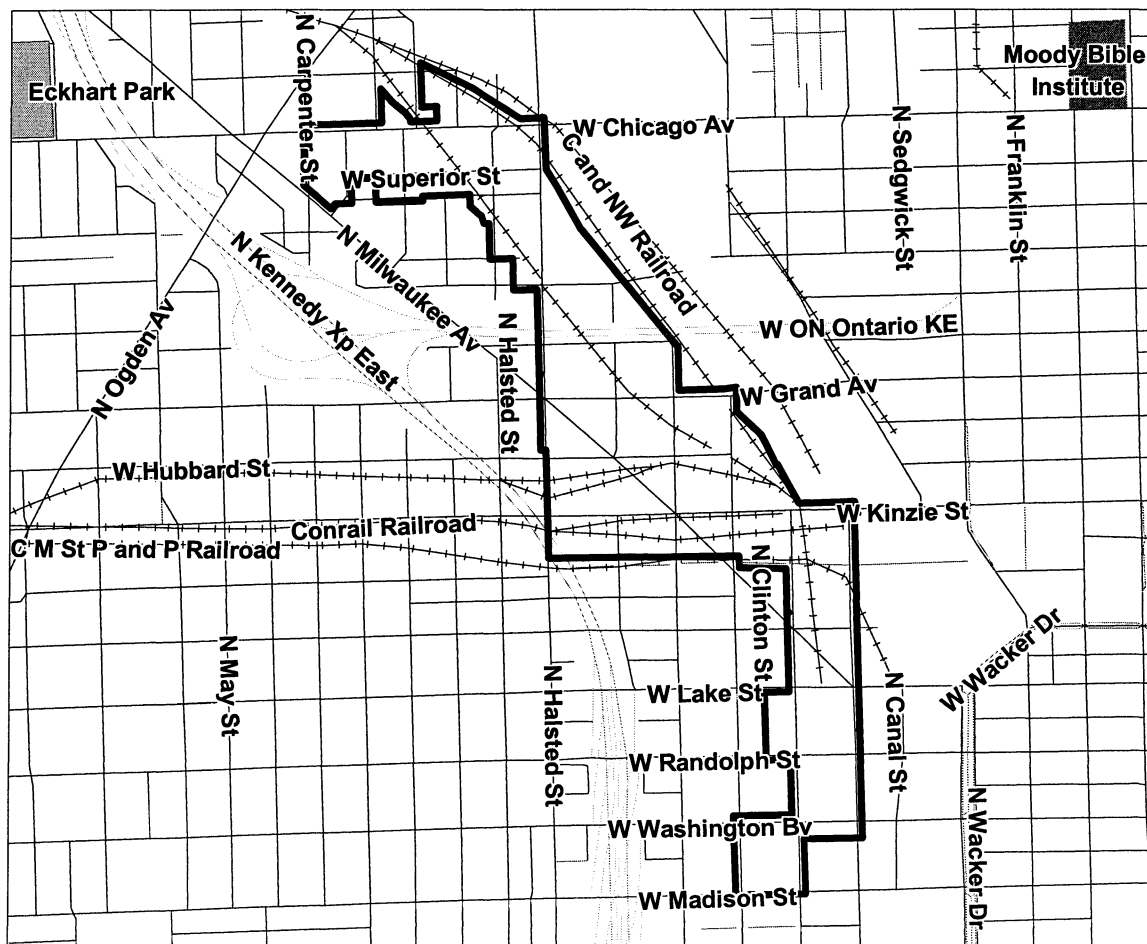 N Carpenter St
Moody Bible
Institute
Eckhart Park
N Sedgwick St
N Franklin St
W Chicago Av
C and NW Railroad
W Superior St
N Milwaukee Av
N Kennedy Xp East
N Ogden Av
N Halsted St
W ON Ontario KE
W Grand Av
W Hubbard St
W Kinzie St
Conrail Railroad
C M St P and P Railroad
N Clinton St
N May St
N Halsted St
W Wacker Dr
W Lake St
N Canal St
W Randolph St
N Wacker Dr
W Washington Bv
W Madison St